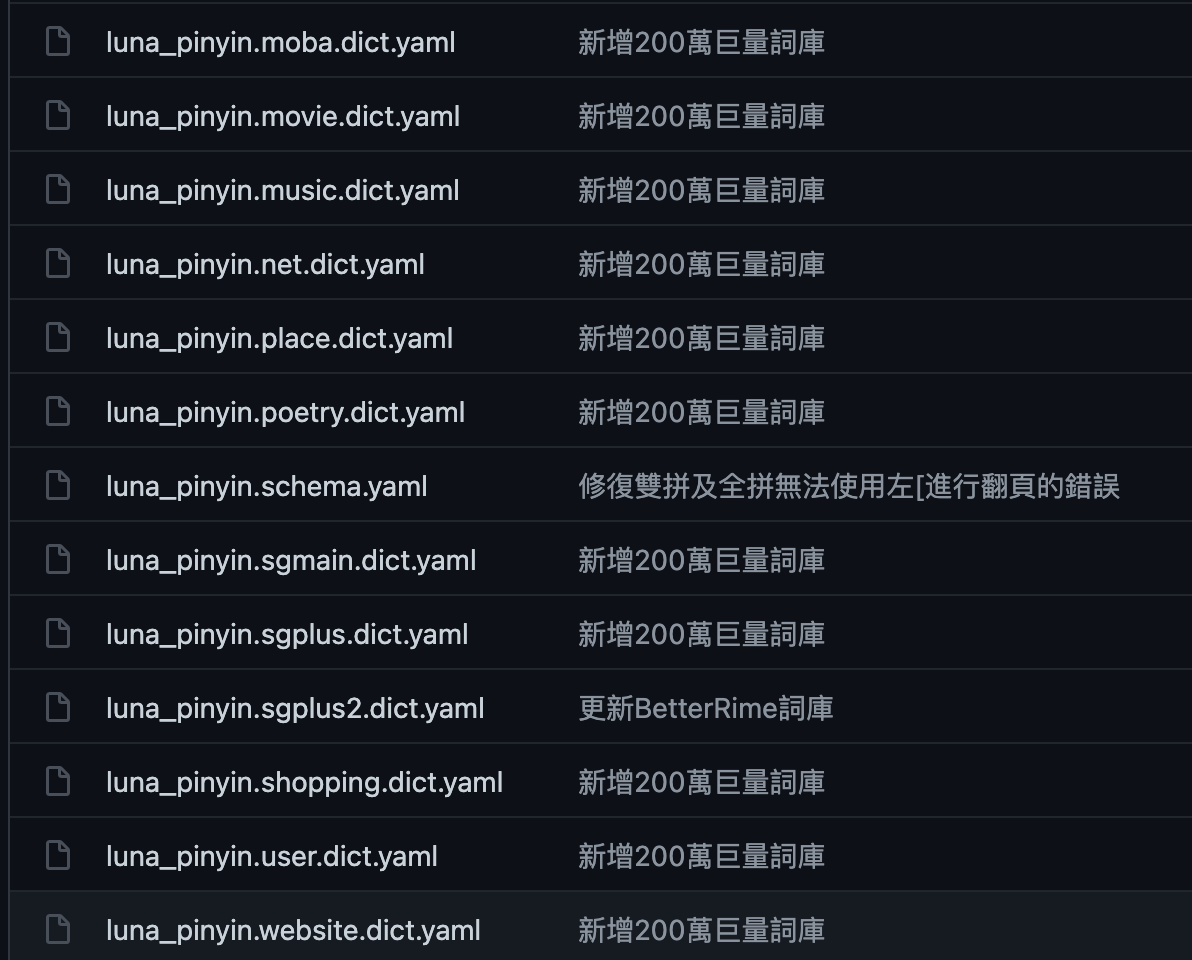 luna_pinyin.moba.dict.yaml 新增200萬巨量詞庫
luna_pinyin.movie.dict.yaml 新增200萬巨量詞庫
luna_pinyin.music.dict.yaml 新增200萬巨量詞庫
luna_pinyin.net.dict.yaml 新增200萬巨量詞庫
luna_pinyin.place.dict.yaml 新增200萬巨量詞庫
luna_pinyin.poetry.dict.yaml 新增200萬巨量詞庫
luna_pinyin.schema.yaml 修復雙拼及全拼無法使用左[進行翻頁的錯誤
luna_pinyin.sgmain.dict.yaml 新增200萬巨量詞庫
luna_pinyin.sgplus.dict.yaml 新增200萬巨量詞庫
luna_pinyin.sgplus2.dict.yaml 更新BetterRime詞庫
luna_pinyin.shopping.dict.yaml 新增200萬巨量詞庫
luna_pinyin.user.dict.yaml 新增200萬巨量詞庫
luna_pinyin.website.dict.yaml 新增200萬巨量詞庫